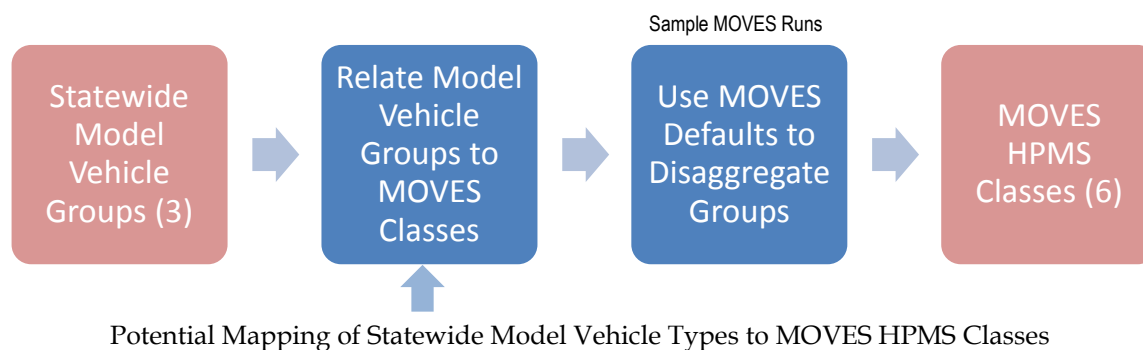 Sample MOVES Runs
Statewide
Model
Vehicle
Groups (3)
Relate Model
Vehicle
Groups to
MOVES
Classes
Use MOVES
Defaults to
Disaggregate
Groups
MOVES
HPMS
Classes (6)
Potential Mapping of Statewide Model Vehicle Types to MOVES HPMS Classes